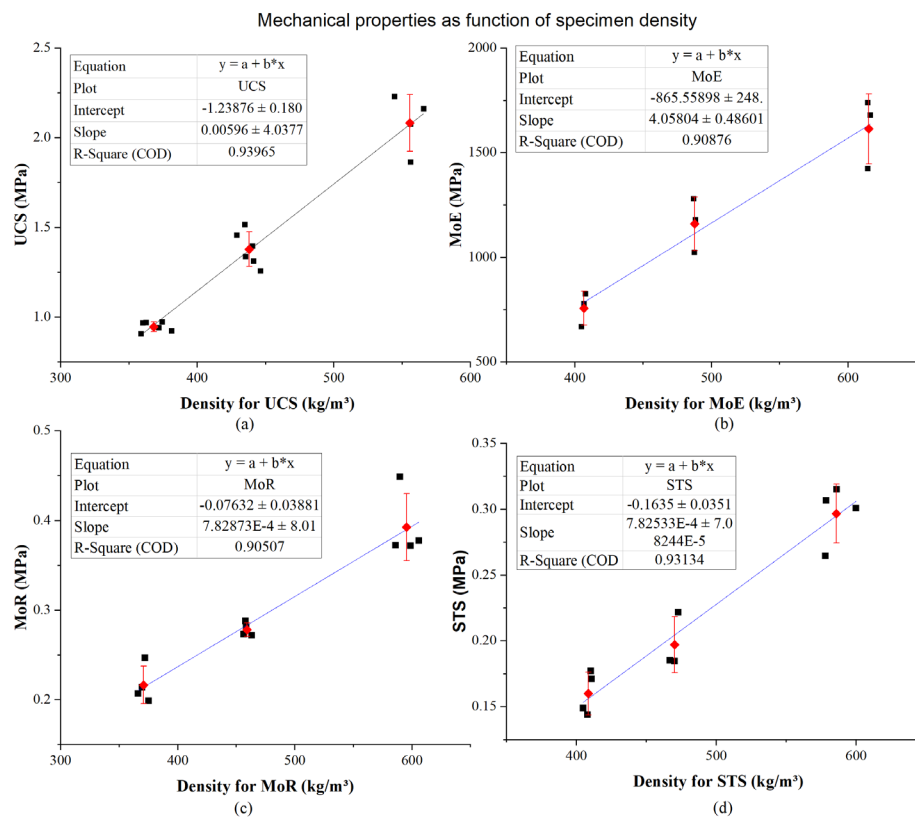 Mechanical properties as function of specimen density
2.5
2.0
1.5
1.0
UCS (MPa)
Equation y = a + b*x
Plot UCS
Intercept -1.23876 ± 0.180
Slope 0.00596 ± 4.0377
R-Square (COD) 0.93965
300 400 500 600
Density for UCS (kg/m³)
(a)
2000
1500
1000
500
MoE (MPa)
Equation y = a + b*x
Plot MoE
Intercept -865.55898 ± 248.
Slope 4.05804 ± 0.48601
R-Square (COD) 0.90876
400 500 600
Density for MoE (kg/m³)
(b)
0.5
0.4
0.3
0.2
MoR (MPa)
Equation y = a + b*x
Plot MoR
Intercept -0.07632 ± 0.03881
Slope 7.82873E-4 ± 8.01
R-Square (COD) 0.90507
300 400 500 600
Density for MoR (kg/m³)
(c)
0.35
0.30
0.25
0.20
0.15
STS (MPa)
Equation y = a + b*x
Plot STS
Intercept -0.1635 ± 0.0351
Slope 7.82533E-4 ± 7.0
8244E-5
R-Square (COD 0.93134
400 500 600
Density for STS (kg/m³)
(d)